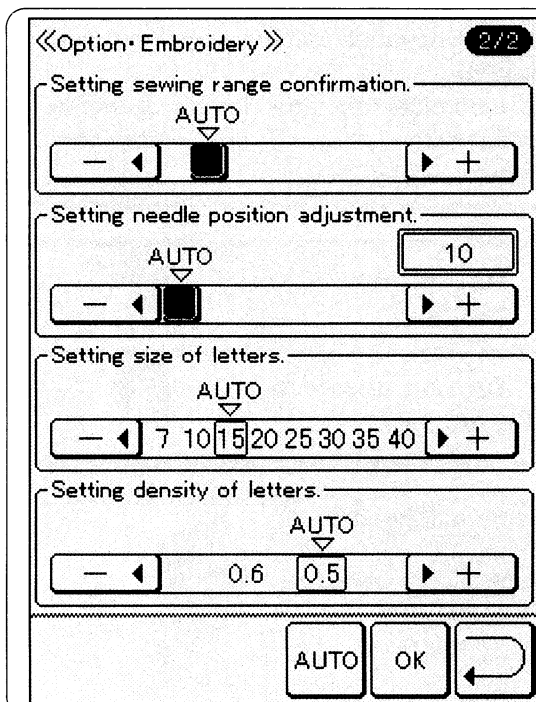 ≪Option• Embroidery≫ 2/2
Setting sewing range confirmation.
AUTO
− +
Setting needle position adjustment.
AUTO 10
− +
Setting size of letters.
AUTO
− 7 10 15 20 25 30 35 40 +
Setting density of letters.
AUTO
− 0.6 0.5 +
AUTO OK